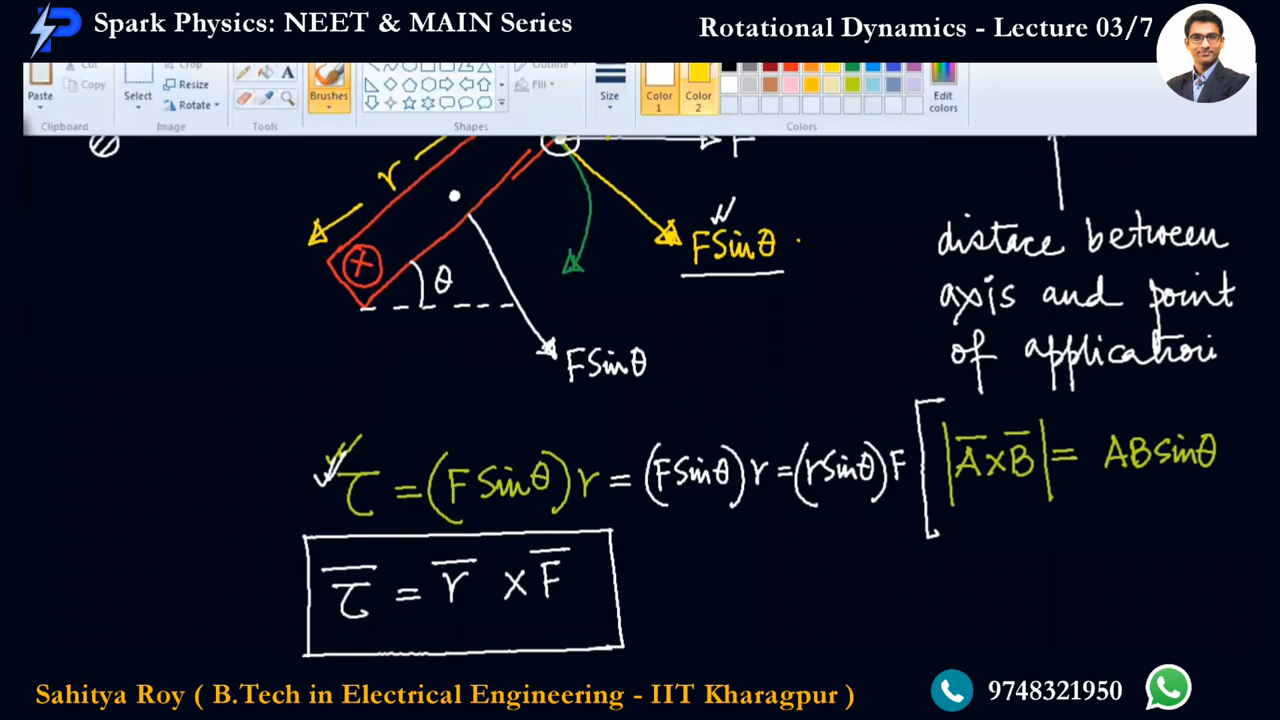 Spark Physics: NEET & MAIN Series
Rotational Dynamics - Lecture 03/7
Cut
Crop
Outline
Paste
Copy
Select
Resize
Rotate
A
Brushes
Fill
Size
Color 1
Color 2
Edit colors
Clipboard
Image
Tools
Shapes
Colors
r
F
+
θ
FSinθ
FSinθ
distace between
axis and point
of application
τ = (FSinθ)r = (FSinθ)r = (rSinθ)F
|A̅xB̅| = ABsinθ
τ̅ = r̅ x F̅
Sahitya Roy ( B.Tech in Electrical Engineering - IIT Kharagpur )
9748321950